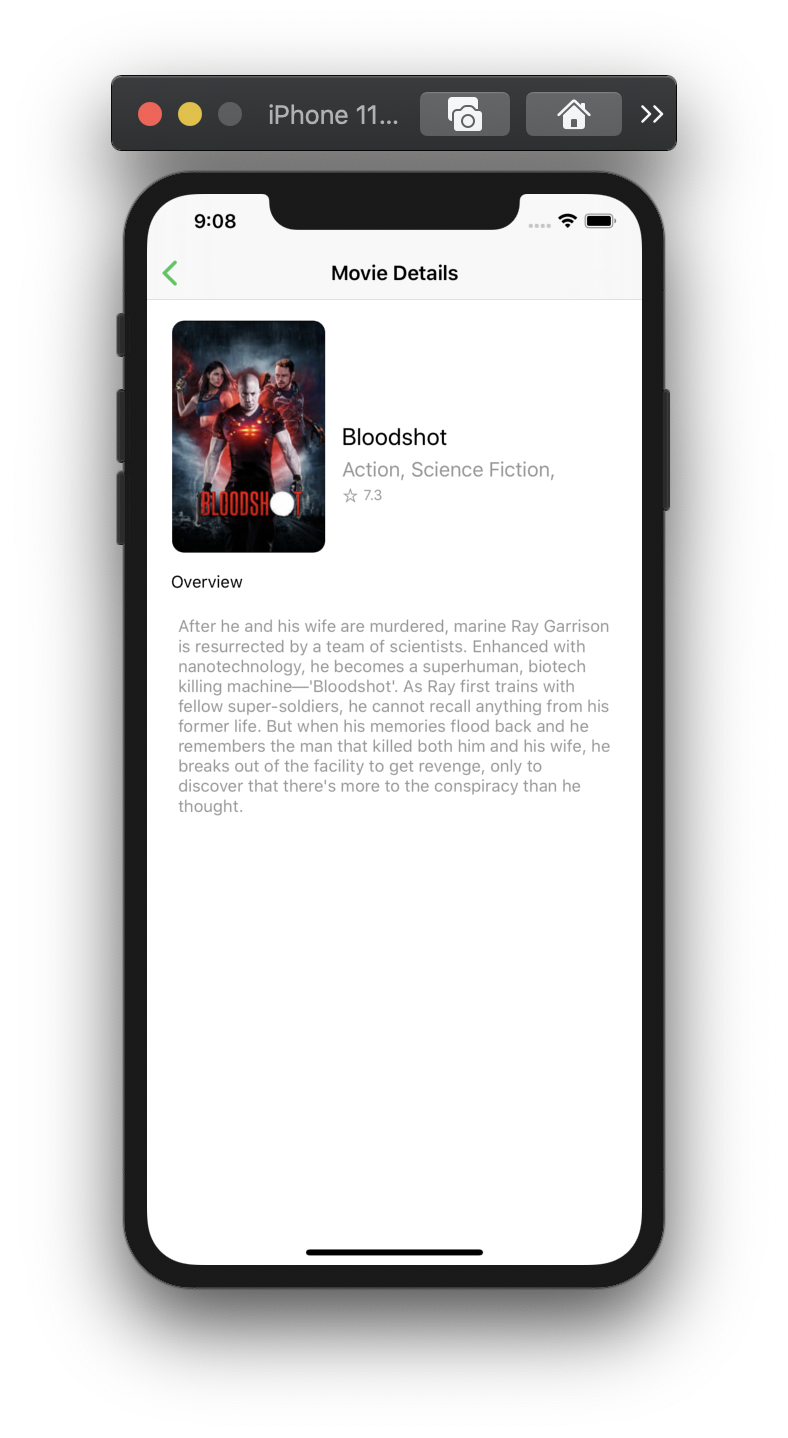 iPhone 11...
9:08
Movie Details
BLOODSHOT
Bloodshot
Action, Science Fiction,
7.3
Overview
After he and his wife are murdered, marine Ray Garrison
is resurrected by a team of scientists. Enhanced with
nanotechnology, he becomes a superhuman, biotech
killing machine—'Bloodshot'. As Ray first trains with
fellow super-soldiers, he cannot recall anything from his
former life. But when his memories flood back and he
remembers the man that killed both him and his wife, he
breaks out of the facility to get revenge, only to
discover that there's more to the conspiracy than he
thought.